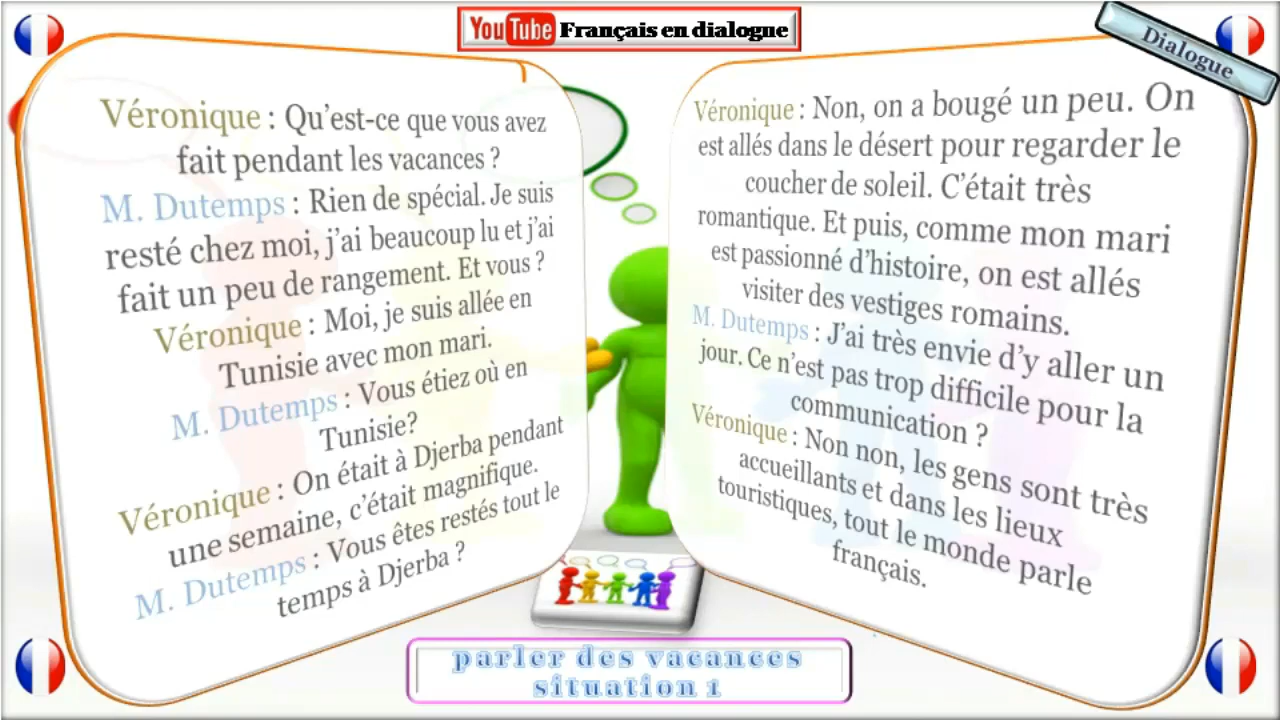 YouTube Français en dialogue
Dialogue
Véronique : Qu'est-ce que vous avez
fait pendant les vacances ?
M. Dutemps : Rien de spécial. Je suis
resté chez moi, j'ai beaucoup lu et j'ai
fait un peu de rangement. Et vous ?
Véronique : Moi, je suis allée en
Tunisie avec mon mari.
M. Dutemps : Vous étiez où en
Tunisie?
Véronique : On était à Djerba pendant
une semaine, c'était magnifique.
M. Dutemps : Vous êtes restés tout le
temps à Djerba ?
Véronique : Non, on a bougé un peu. On
est allés dans le désert pour regarder le
coucher de soleil. C'était très
romantique. Et puis, comme mon mari
est passionné d'histoire, on est allés
visiter des vestiges romains.
M. Dutemps : J'ai très envie d'y aller un
jour. Ce n'est pas trop difficile pour la
communication ?
Véronique : Non non, les gens sont très
accueillants et dans les lieux
touristiques, tout le monde parle
français.
parler des vacances
situation 1